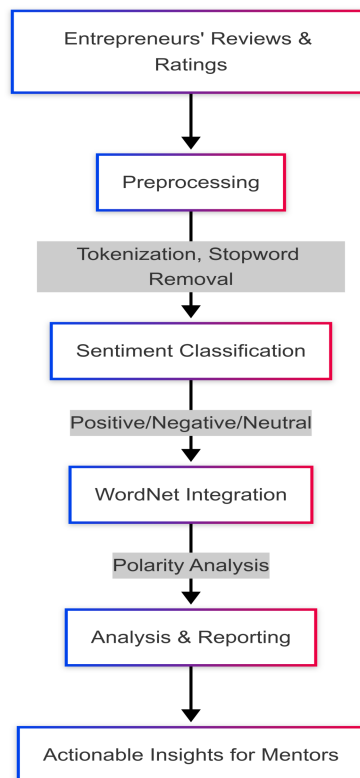 Entrepreneurs' Reviews &
Ratings
Preprocessing
Tokenization, Stopword
Removal
Sentiment Classification
Positive/Negative/Neutral
WordNet Integration
Polarity Analysis
Analysis & Reporting
Actionable Insights for Mentors